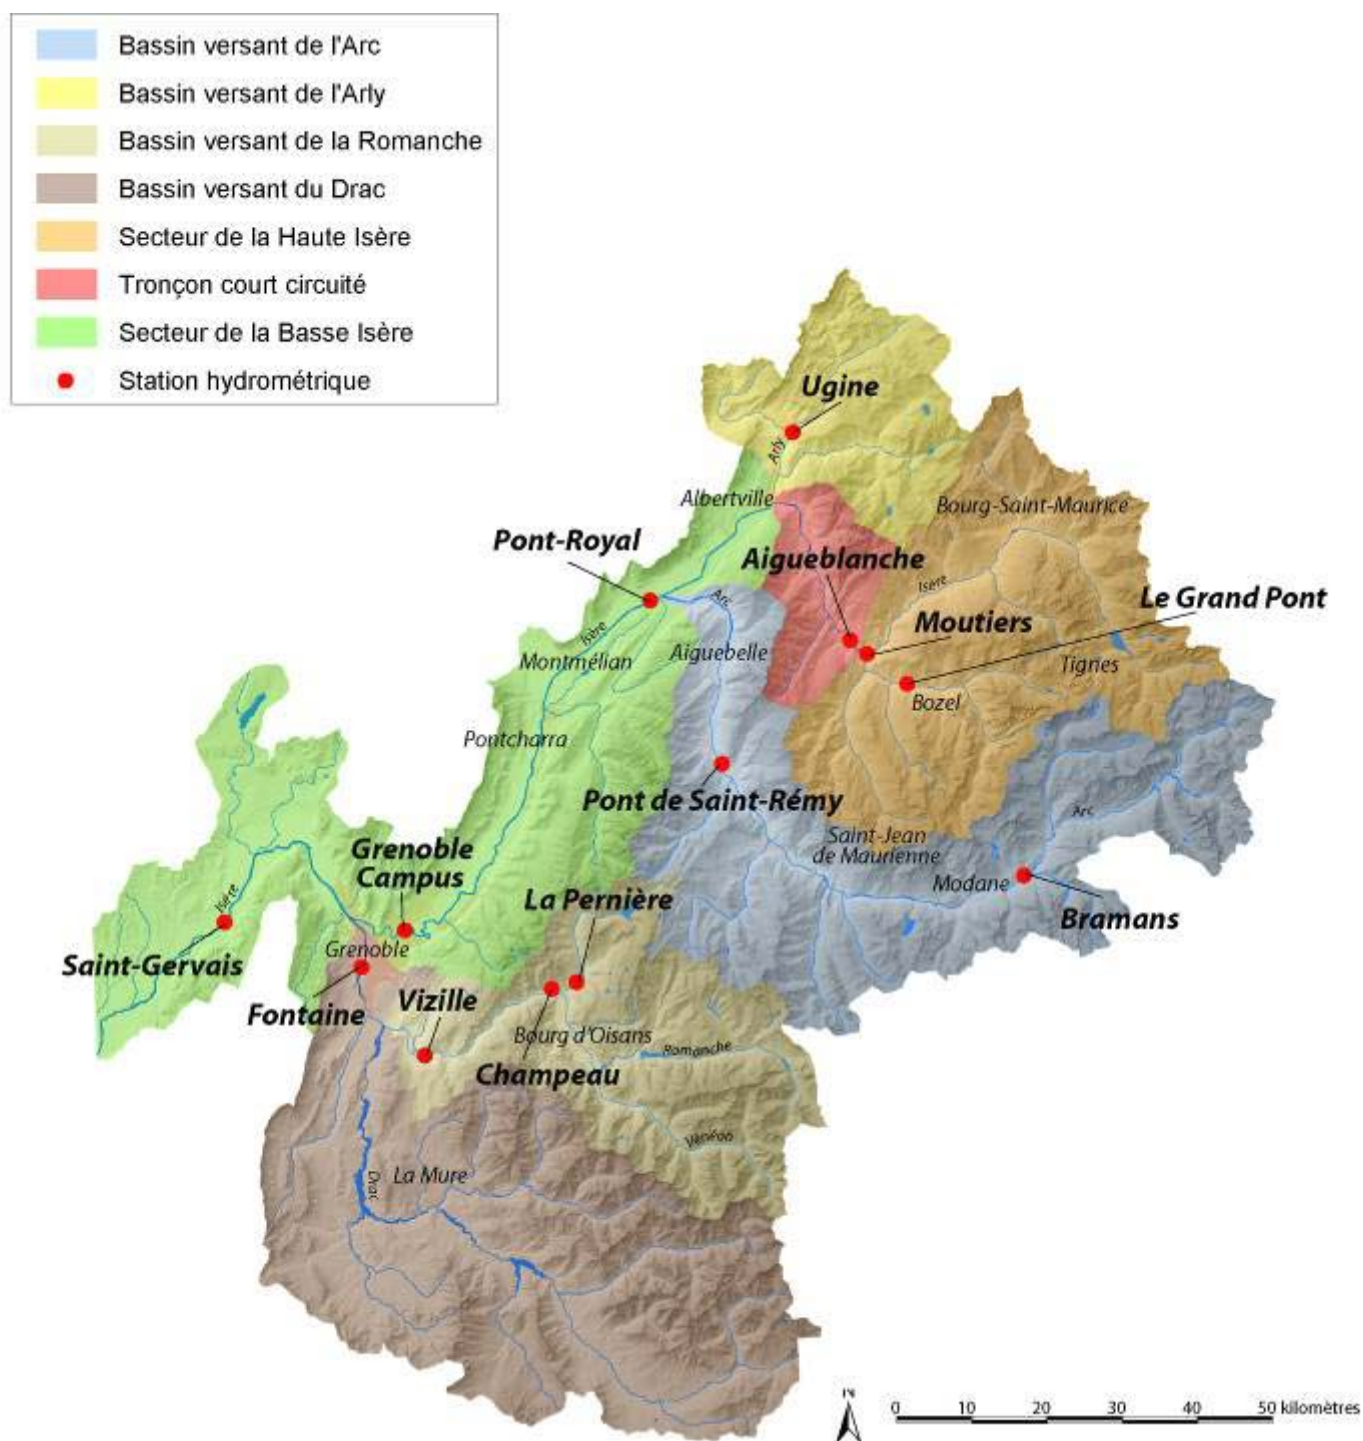 Bassin versant de l'Arc
Bassin versant de l'Arly
Bassin versant de la Romanche
Bassin versant du Drac
Secteur de la Haute Isère
Tronçon court circuité
Secteur de la Basse Isère
Station hydrométrique
Ugine
Arly
Albertville
Bourg-Saint-Maurice
Pont-Royal
Aigueblanche
Isère
Le Grand Pont
Arc
Moutiers
Isère
Montmélian
Aiguebelle
Tignes
Bozel
Pontcharra
Pont de Saint-Rémy
Arc
Saint-Jean
de Maurienne
Grenoble
Campus
Modane
La Pernière
Isère
Bramans
Grenoble
Saint-Gervais
Fontaine
Vizille
Bourg d'Oisans
Romanche
Champeau
Vénéon
La Mure
Drac
N
0 10 20 30 40 50 kilomètres